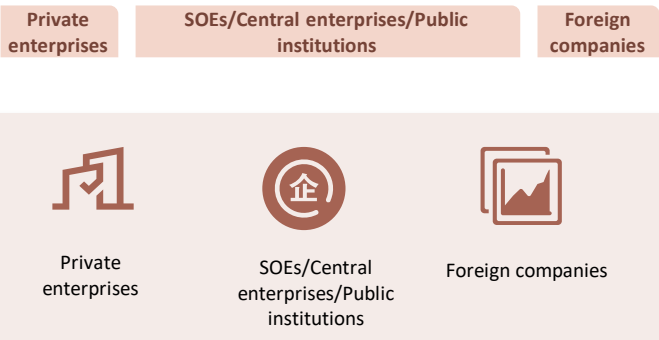 Private
enterprises
SOEs/Central enterprises/Public
institutions
Foreign
companies
企
Private
enterprises
SOEs/Central
enterprises/Public
institutions
Foreign companies